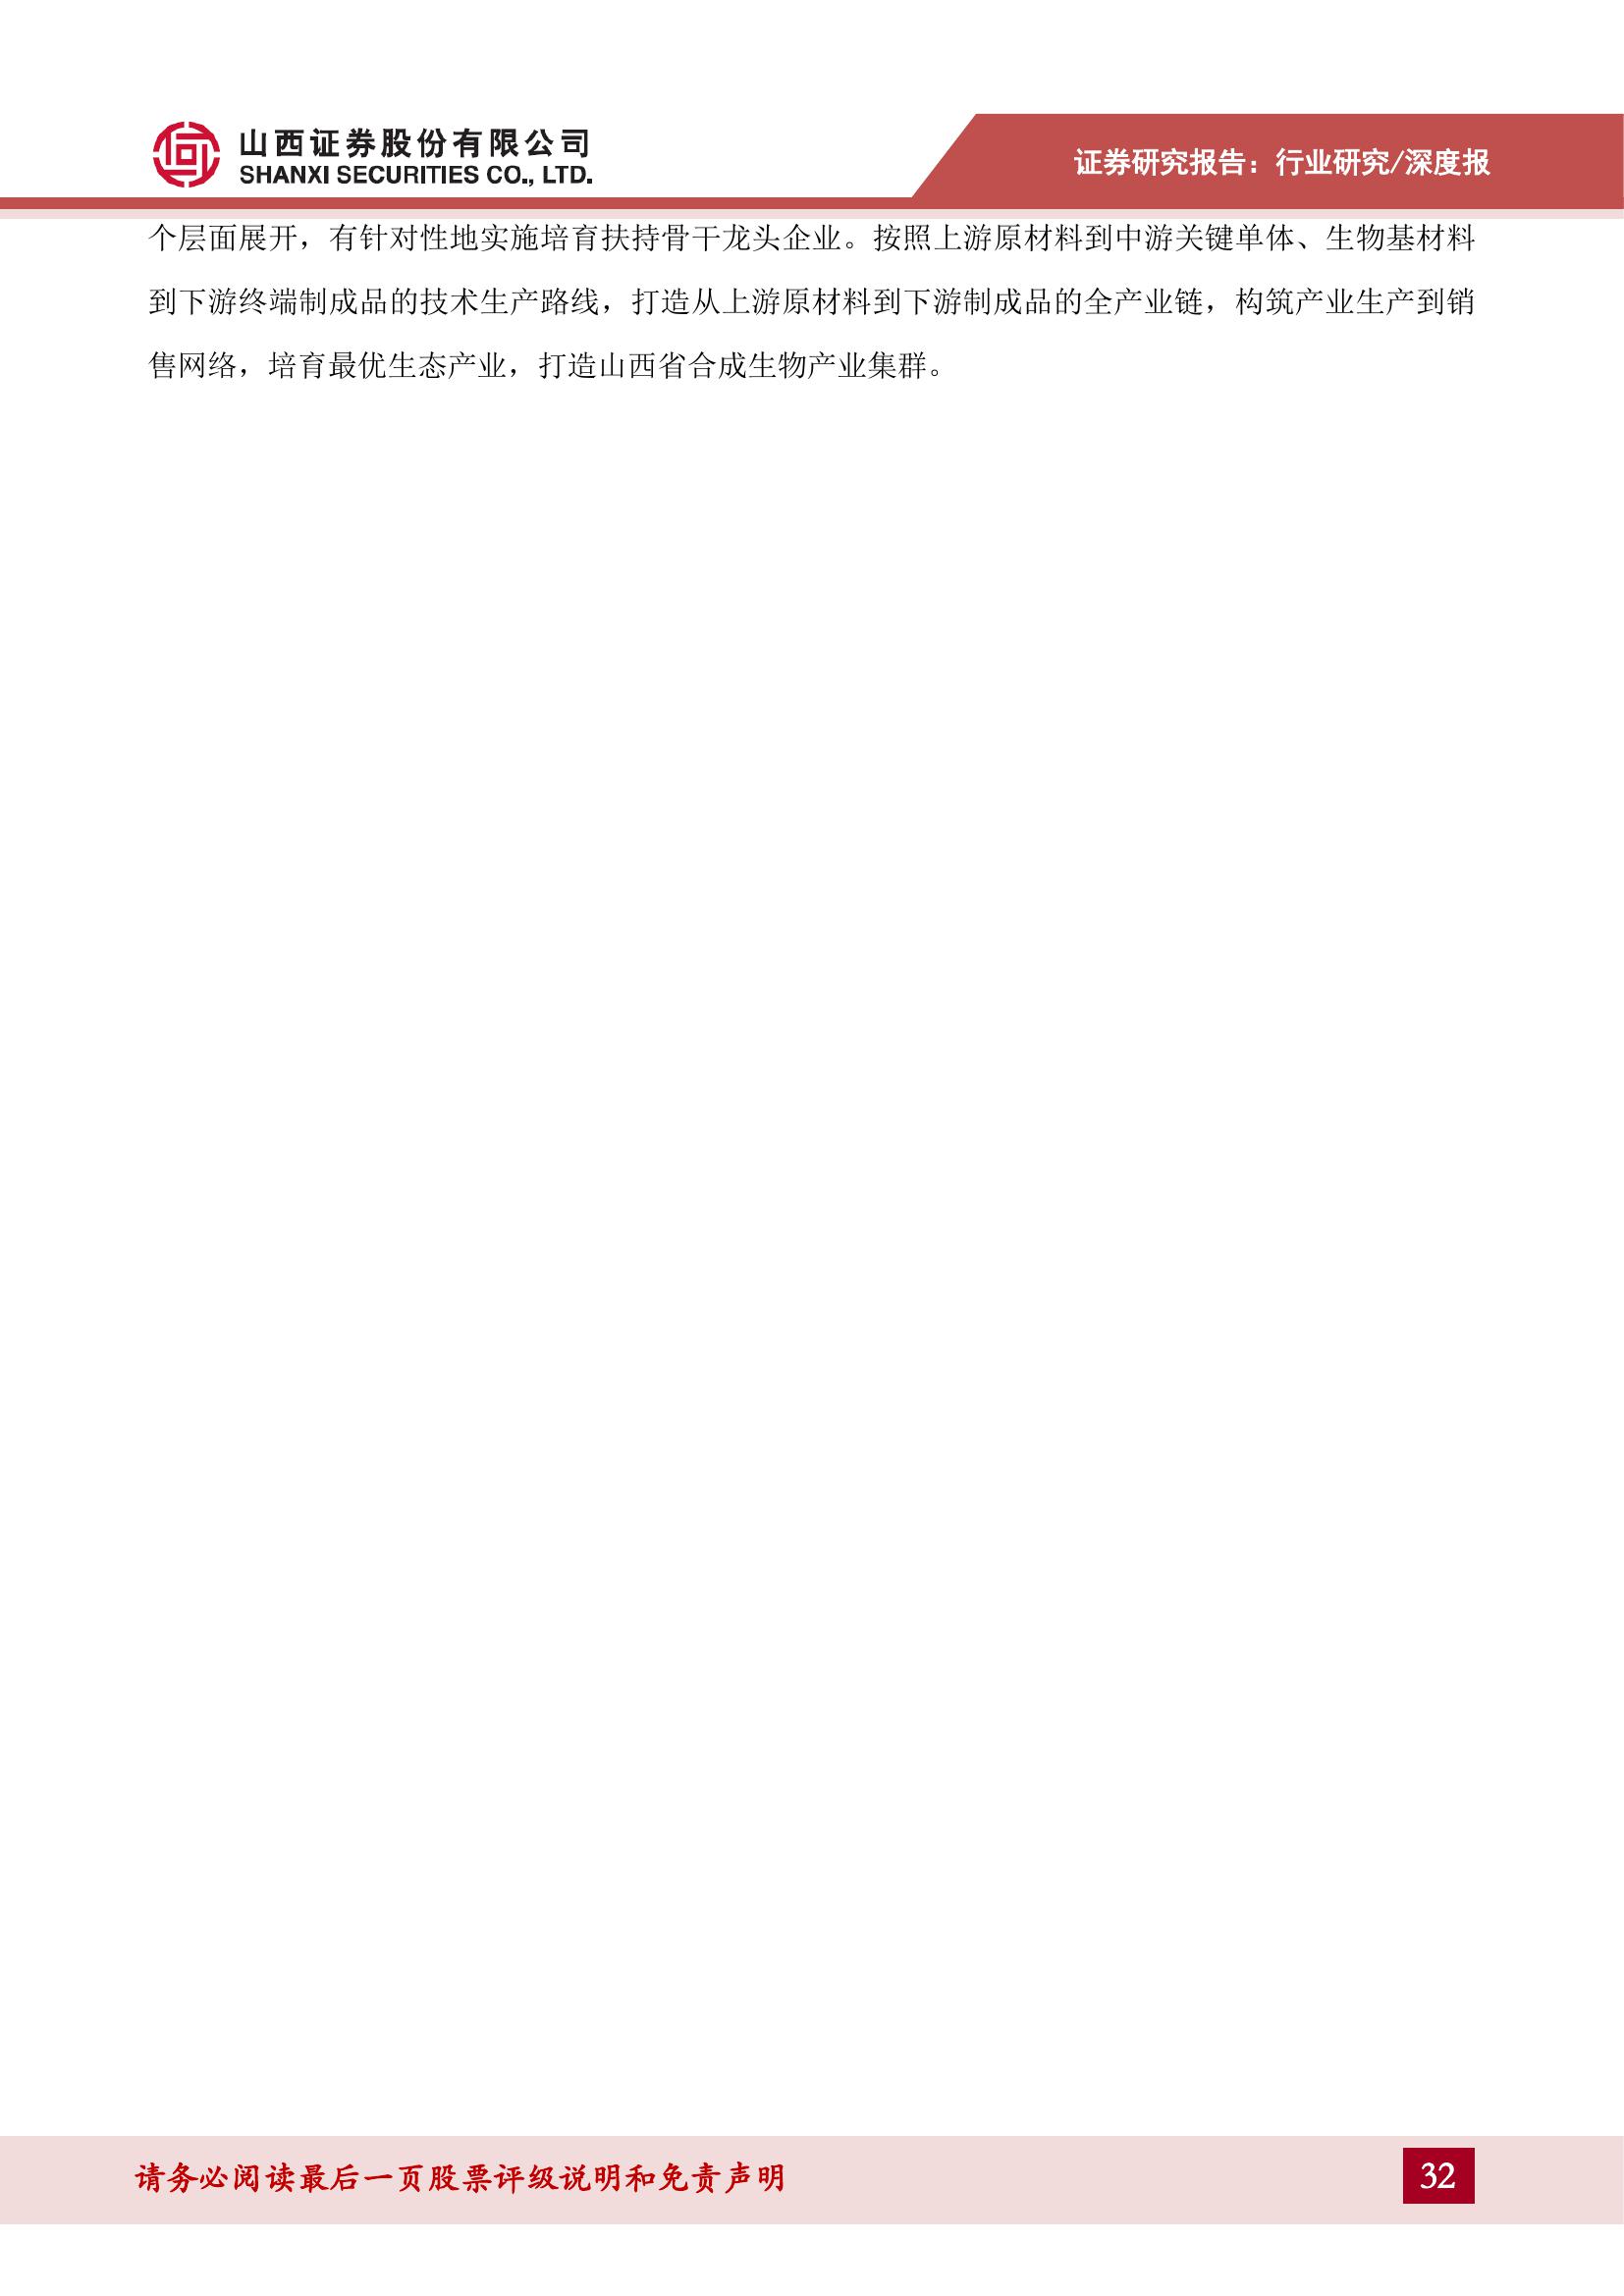 山西证券股份有限公司
SHANXI SECURITIES CO., LTD.
证券研究报告：行业研究/深度报
个层面展开，有针对性地实施培育扶持骨干龙头企业。按照上游原材料到中游关键单体、生物基材料
到下游终端制成品的技术生产路线，打造从上游原材料到下游制成品的全产业链，构筑产业生产到销
售网络，培育最优生态产业，打造山西省合成生物产业集群。
请务必阅读最后一页股票评级说明和免责声明
32